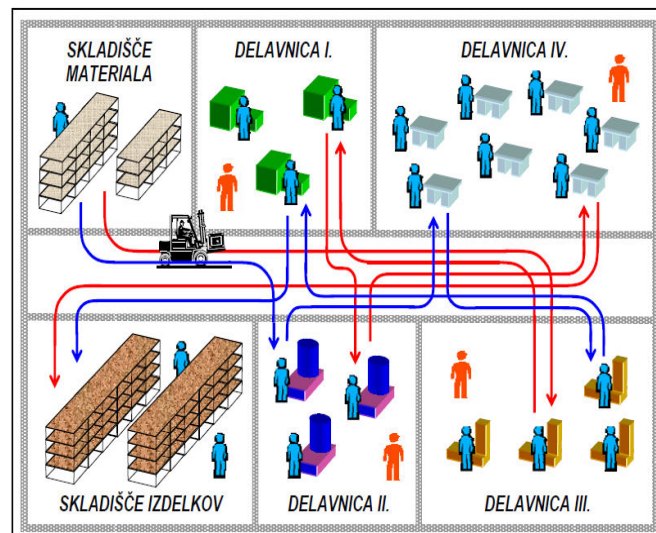 SKLADIŠČE
MATERIALA
DELAVNICA I.
DELAVNICA IV.
SKLADIŠČE IZDELKOV
DELAVNICA II.
DELAVNICA III.